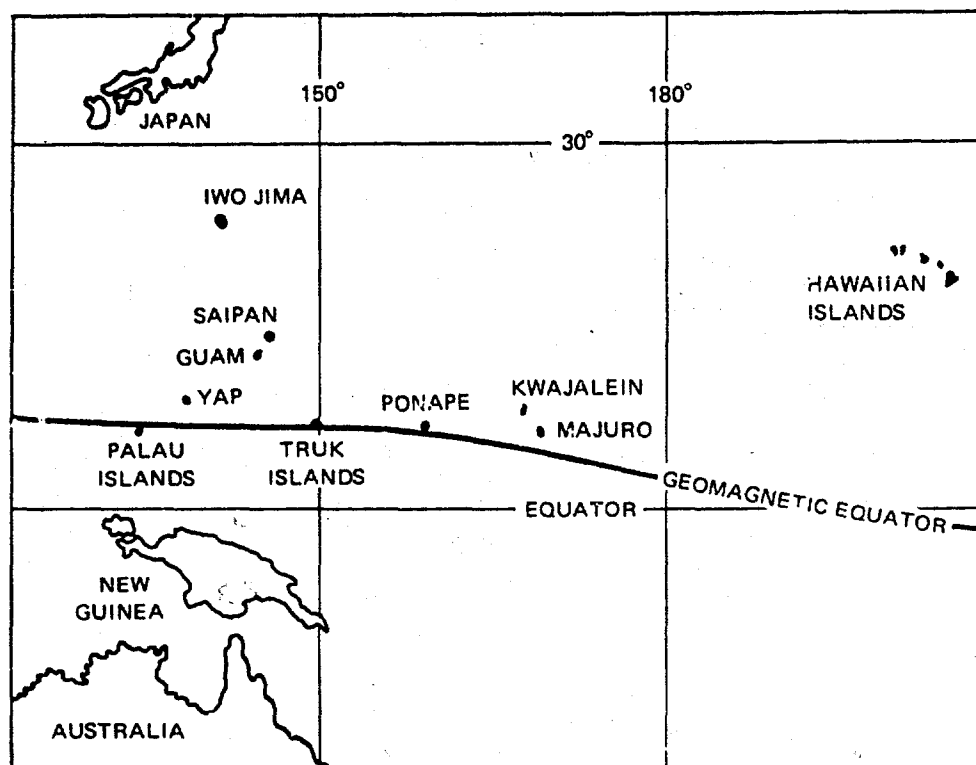 150°
180°
JAPAN
30°
IWO JIMA
HAWAIIAN
ISLANDS
SAIPAN
GUAM
YAP
KWAJALEIN
PONAPE
MAJURO
PALAU
ISLANDS
TRUK
ISLANDS
GEOMAGNETIC EQUATOR
EQUATOR
NEW
GUINEA
AUSTRALIA